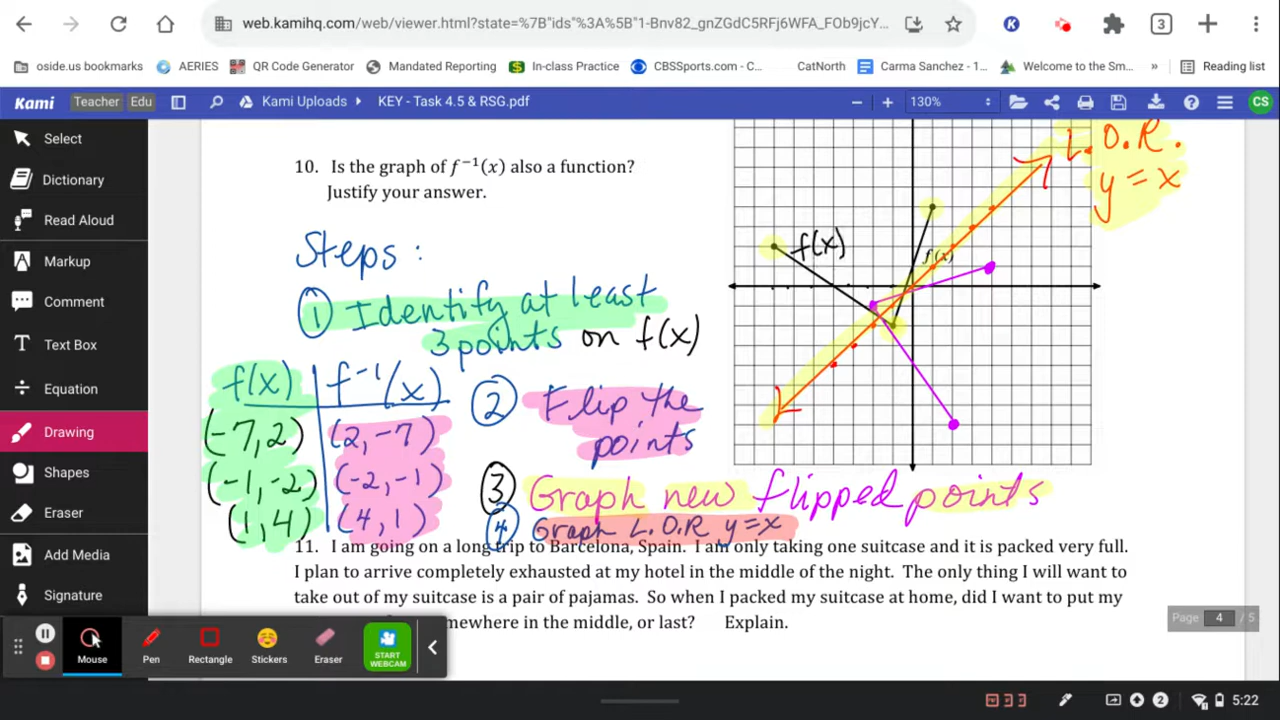 web.kamihq.com/web/viewer.html?state=%7B"ids"%3A%5B"1-Bnv82_gnZGdC5RFj6WFA_FOb9jcY...
3
oside.us bookmarks AERIES QR Code Generator Mandated Reporting In-class Practice CBSSports.com - C... CatNorth Carma Sanchez - 1... Welcome to the Sm... » Reading list
Kami Teacher Edu Kami Uploads KEY - Task 4.5 & RSG.pdf 130% CS
Select
Dictionary
Read Aloud
Markup
Comment
Text Box
Equation
Drawing
Shapes
Eraser
Add Media
Signature
10. Is the graph of f⁻¹(x) also a function?
Justify your answer.
Steps :
① Identify at least
3 points on f(x)
f(x) f⁻¹(x)
(-7,2) (2,-7)
(-1,-2) (-2,-1)
(1,4) (4,1)
② Flip the
points
③ Graph new flipped points
④ Graph L.O.R y=x
L.O.R.
y=x
f(x)
f(x)
11. I am going on a long trip to Barcelona, Spain. I am only taking one suitcase and it is packed very full.
I plan to arrive completely exhausted at my hotel in the middle of the night. The only thing I will want to
take out of my suitcase is a pair of pajamas. So when I packed my suitcase at home, did I want to put my
mewhere in the middle, or last? Explain.
Page 4 / 5
Mouse Pen Rectangle Stickers Eraser START WEBCAM
2 5:22